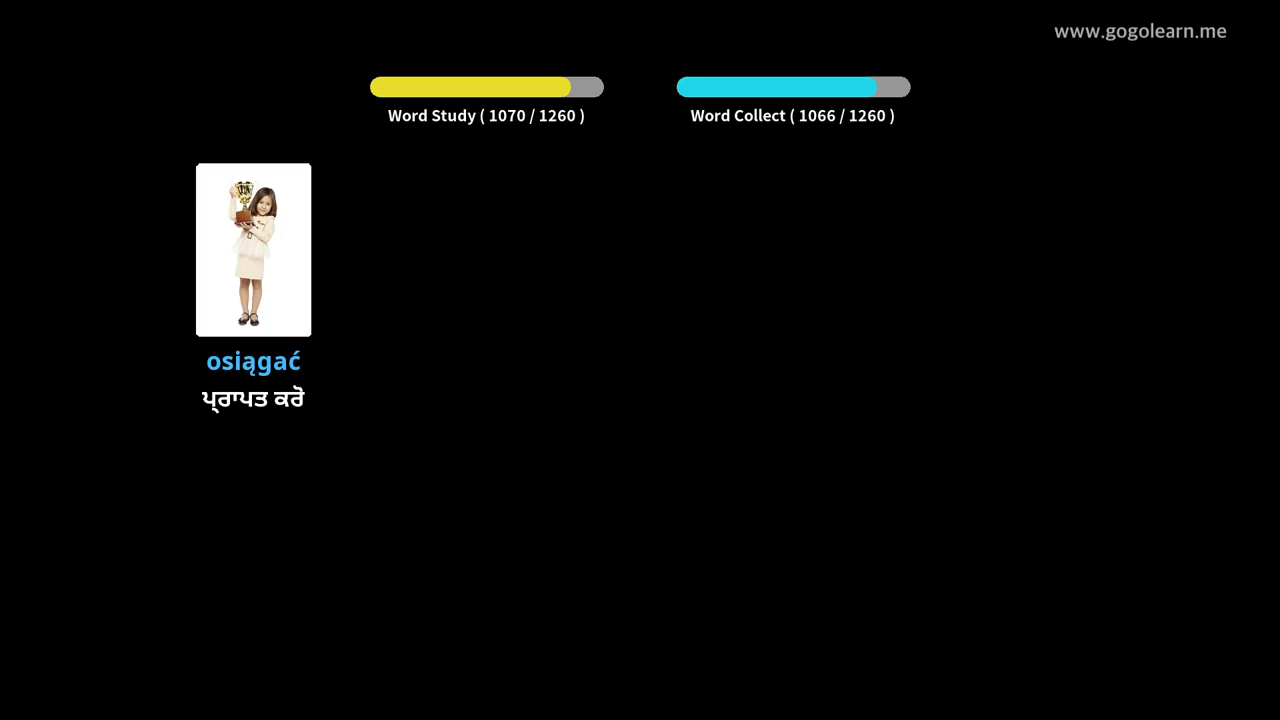 www.gogolearn.me
Word Study ( 1070 / 1260 )
Word Collect ( 1066 / 1260 )
osiągać
ਪ੍ਰਾਪਤ ਕਰੋ